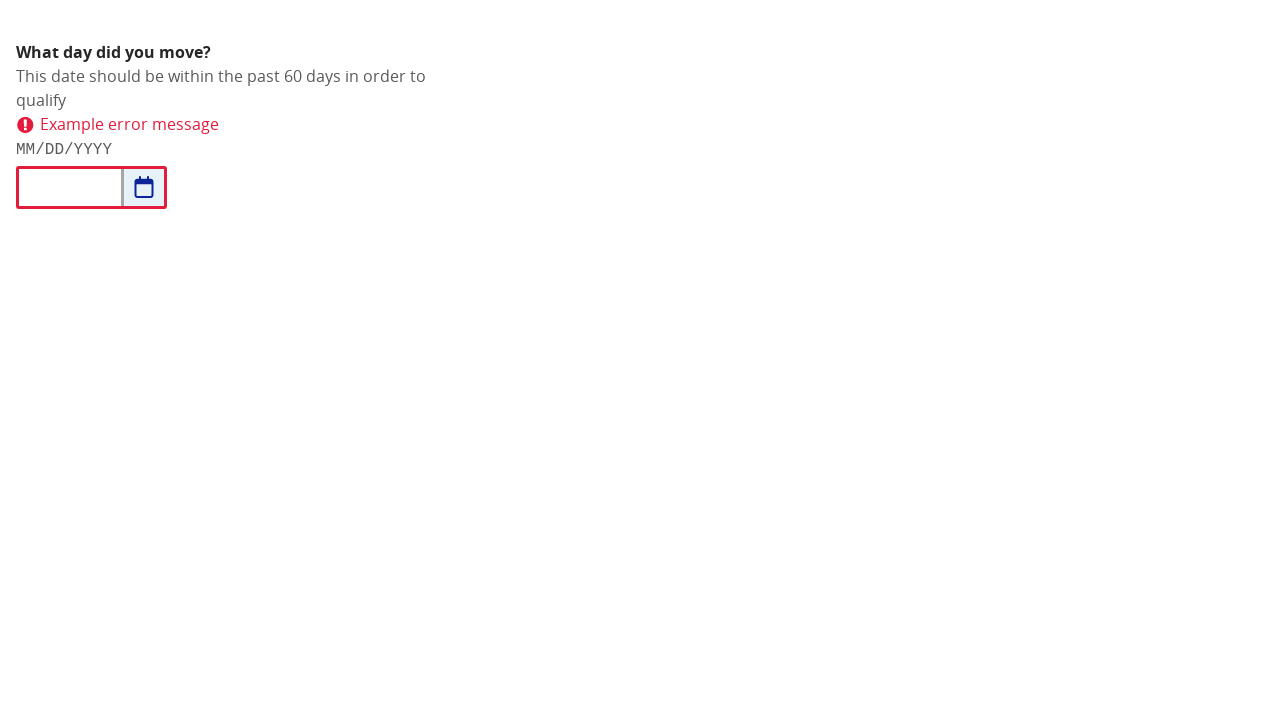 What day did you move?
This date should be within the past 60 days in order to
qualify
Example error message
MM/DD/YYYY